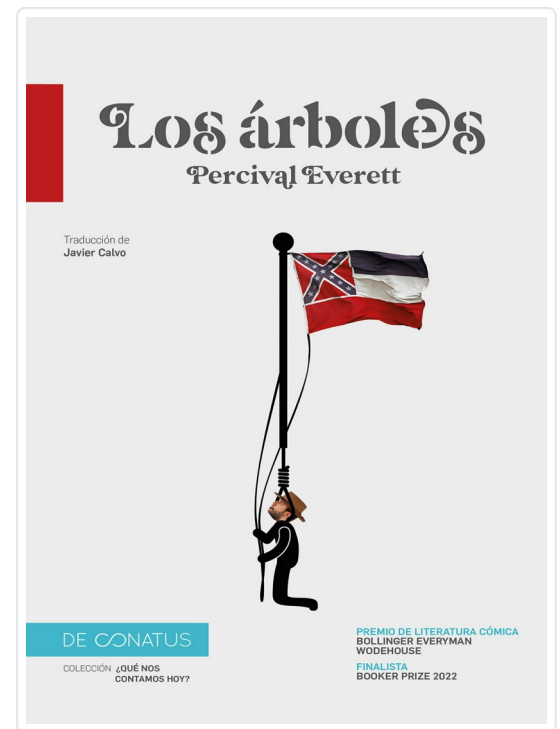 Los árboles
Percival Everett
Traducción de
Javier Calvo
DE CONATUS
COLECCIÓN ¿QUÉ NOS
CONTAMOS HOY?
PREMIO DE LITERATURA CÓMICA
BOLLINGER EVERYMAN
WODEHOUSE
FINALISTA
BOOKER PRIZE 2022